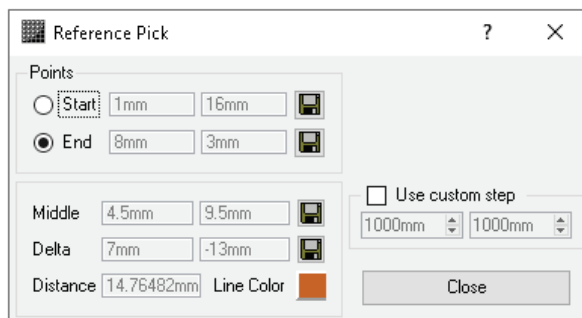 Reference Pick ?
Points
Start 1mm 16mm
End 8mm 3mm
Middle 4.5mm 9.5mm
Delta 7mm -13mm
Distance 14.76482mm Line Color
Use custom step
1000mm 1000mm
Close